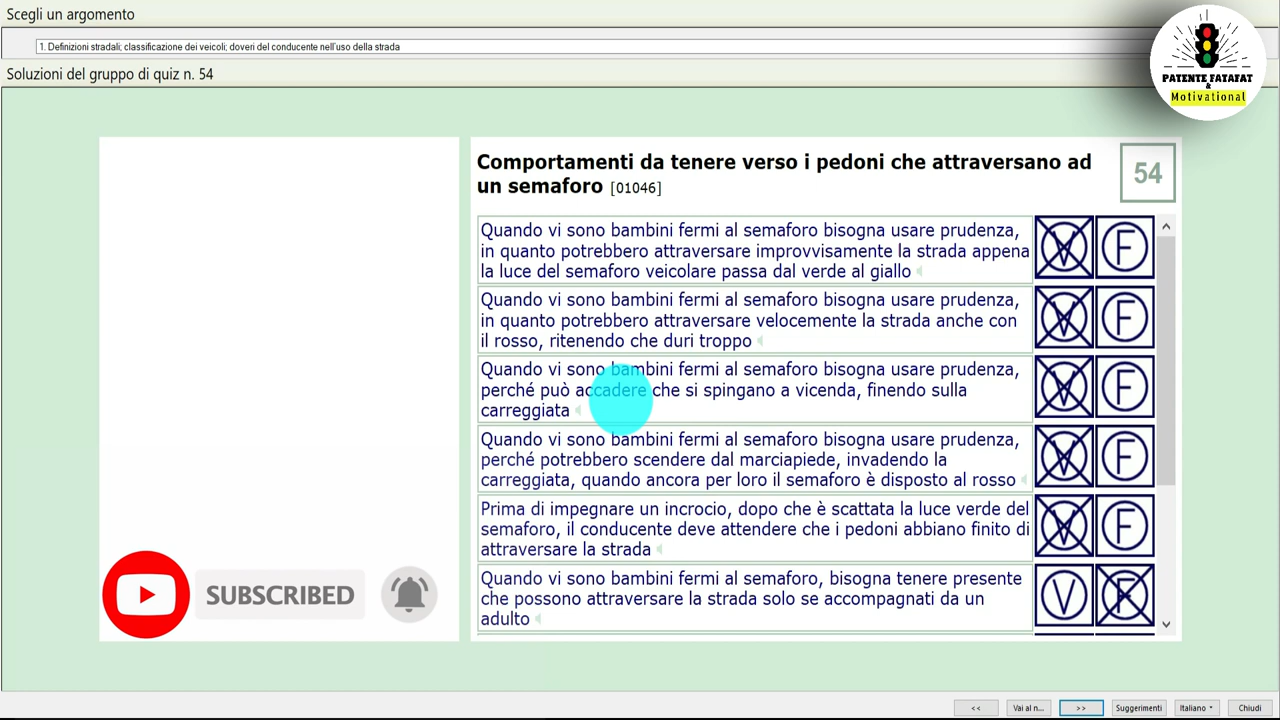 Scegli un argomento
1. Definizioni stradali; classificazione dei veicoli; doveri del conducente nell'uso della strada
Soluzioni del gruppo di quiz n. 54
PATENTE FATAFAT
&
Motivational
Comportamenti da tenere verso i pedoni che attraversano ad
un semaforo [01046]
54
Quando vi sono bambini fermi al semaforo bisogna usare prudenza,
in quanto potrebbero attraversare improvvisamente la strada appena
la luce del semaforo veicolare passa dal verde al giallo
V F
Quando vi sono bambini fermi al semaforo bisogna usare prudenza,
in quanto potrebbero attraversare velocemente la strada anche con
il rosso, ritenendo che duri troppo
V F
Quando vi sono bambini fermi al semaforo bisogna usare prudenza,
perché può accadere che si spingano a vicenda, finendo sulla
carreggiata
V F
Quando vi sono bambini fermi al semaforo bisogna usare prudenza,
perché potrebbero scendere dal marciapiede, invadendo la
carreggiata, quando ancora per loro il semaforo è disposto al rosso
V F
Prima di impegnare un incrocio, dopo che è scattata la luce verde del
semaforo, il conducente deve attendere che i pedoni abbiano finito di
attraversare la strada
V F
Quando vi sono bambini fermi al semaforo, bisogna tenere presente
che possono attraversare la strada solo se accompagnati da un
adulto
V F
SUBSCRIBED
<< Vai al n... >> Suggerimenti Italiano Chiudi